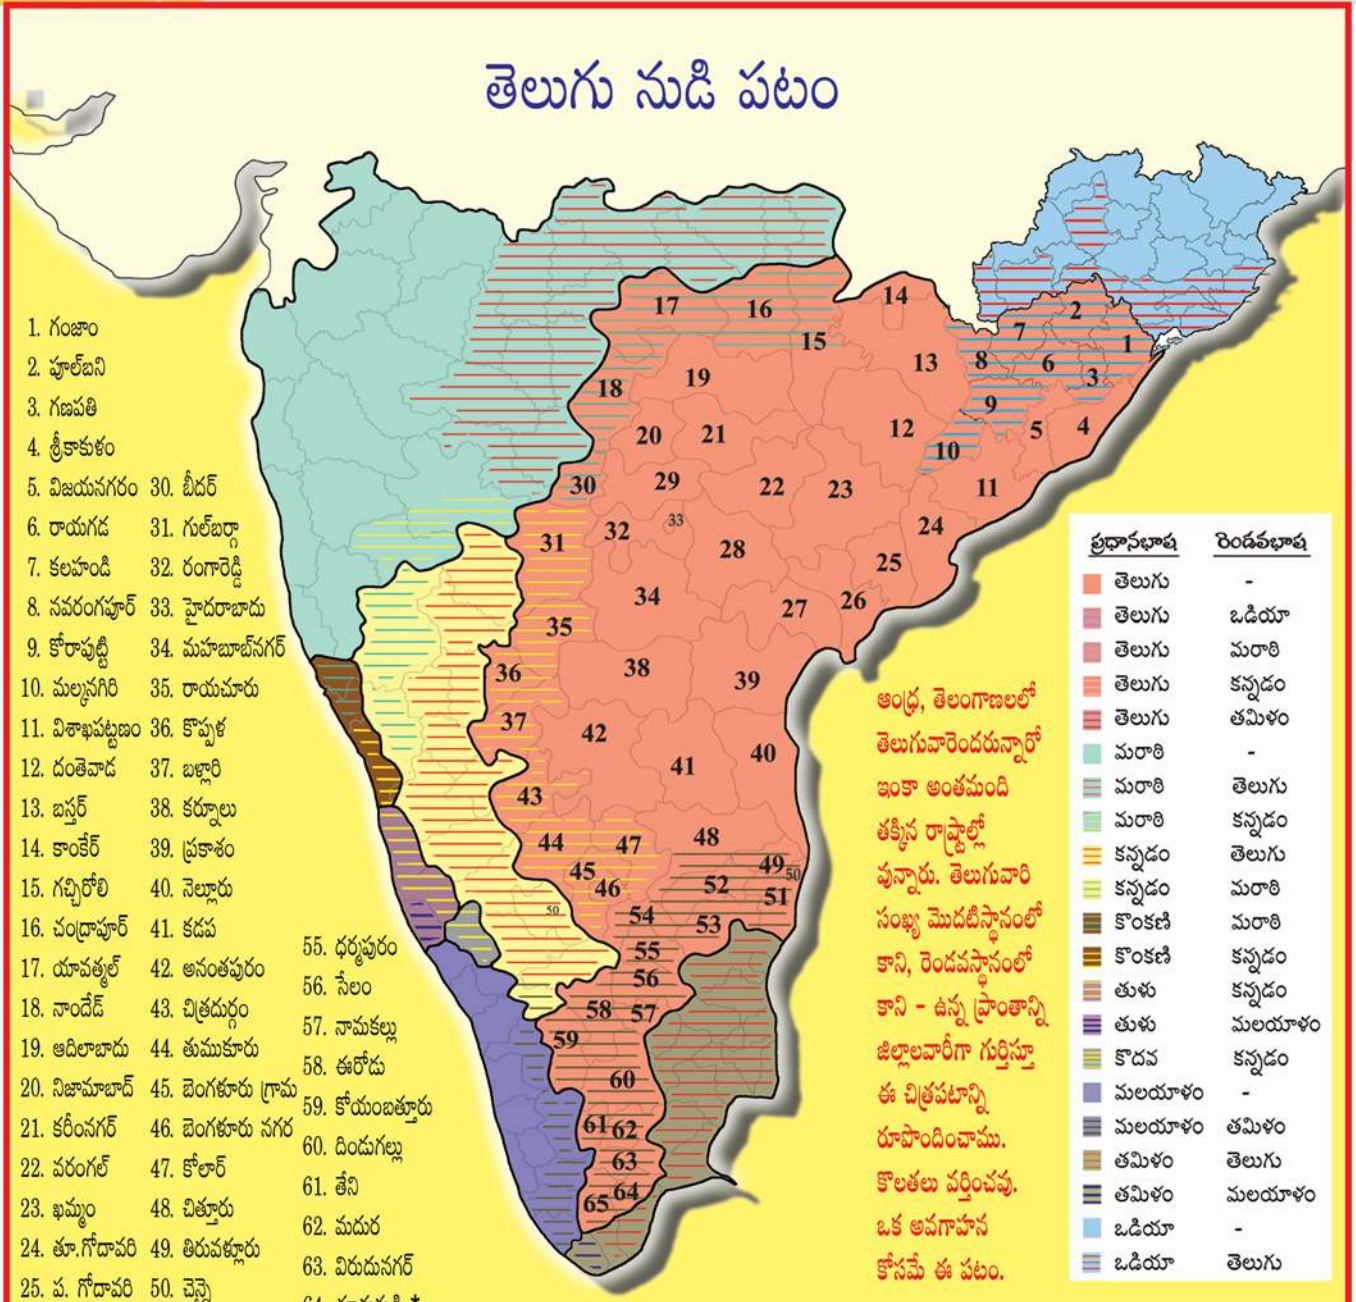 తెలుగు నుడి పటం
1. గంజాం
2. పూల్‌బని
3. గణపతి
4. శ్రీకాకుళం
5. విజయనగరం
6. రాయగడ
7. కలహండి
8. నవరంగపూర్
9. కోరాపుట్టి
10. మల్కనగిరి
11. విశాఖపట్టణం
12. దంతెవాడ
13. బస్తర్
14. కాంకేర్
15. గచ్చిరోలి
16. చంద్రాపూర్
17. యావత్మల్
18. నాందేడ్
19. ఆదిలాబాదు
20. నిజామాబాద్
21. కరీంనగర్
22. వరంగల్
23. ఖమ్మం
24. తూ.గోదావరి
25. ప. గోదావరి
30. బీదర్
31. గుల్‌బర్గా
32. రంగారెడ్డి
33. హైదరాబాదు
34. మహబూబ్‌నగర్
35. రాయచూరు
36. కొప్పళ
37. బళ్లారి
38. కర్నూలు
39. ప్రకాశం
40. నెల్లూరు
41. కడప
42. అనంతపురం
43. చిత్రదుర్గం
44. తుముకూరు
45. బెంగళూరు గ్రామ
46. బెంగళూరు నగర
47. కోలార్
48. చిత్తూరు
49. తిరువళ్లూరు
50. చెన్నై
55. ధర్మపురం
56. సేలం
57. నామకల్లు
58. ఈరోడు
59. కోయంబత్తూరు
60. దిండుగల్లు
61. తేని
62. మదుర
63. విరుదునగర్
17
16
14
15
13
18
19
12
20
21
29
30
22
23
31
32
33
28
24
25
34
27
26
35
36
38
39
37
42
41
40
43
44
47
48
45
46
49
50
52
51
50
54
53
55
56
58
57
59
60
61
62
63
64
65
2
7
1
8
6
3
9
5
4
10
11
ఆంధ్ర, తెలంగాణలలో
తెలుగువారెందరున్నారో
ఇంకా అంతమంది
తక్కిన రాష్ట్రాల్లో
వున్నారు. తెలుగువారి
సంఖ్య మొదటిస్థానంలో
కాని, రెండవస్థానంలో
కాని - ఉన్న ప్రాంతాన్ని
జిల్లాలవారీగా గుర్తిస్తూ
ఈ చిత్రపటాన్ని
రూపొందించాము.
కొలతలు వర్తించవు.
ఒక అవగాహన
కోసమే ఈ పటం.
ప్రధానభాష రెండవభాష
తెలుగు -
తెలుగు ఒడియా
తెలుగు మరాఠి
తెలుగు కన్నడం
తెలుగు తమిళం
మరాఠి -
మరాఠి తెలుగు
మరాఠి కన్నడం
కన్నడం తెలుగు
కన్నడం మరాఠి
కొంకణి మరాఠి
కొంకణి కన్నడం
తుళు కన్నడం
తుళు మలయాళం
కొదవ కన్నడం
మలయాళం -
మలయాళం తమిళం
తమిళం తెలుగు
తమిళం మలయాళం
ఒడియా -
ఒడియా తెలుగు